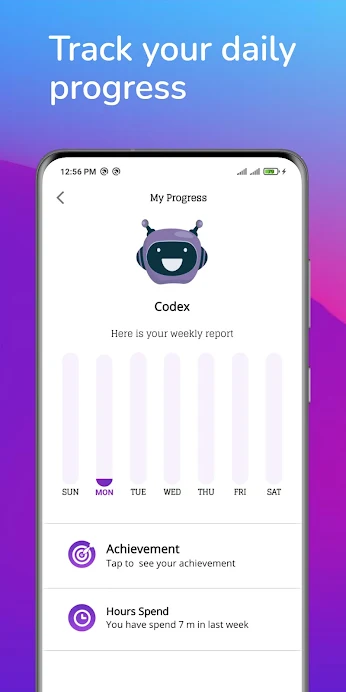 Track your daily
progress
12:56 PM
My Progress
Codex
Here is your weekly report
SUN MON TUE WED THU FRI SAT
Achievement
Tap to see your achievement
Hours Spend
You have spend 7 m in last week